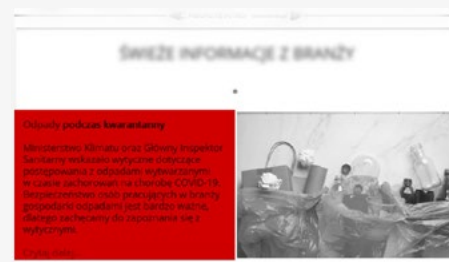 ŚWIEŻE INFORMACJE Z BRANŻY
Odpady podczas kwarantanny
Ministerstwo Klimatu oraz Główny Inspektor
Sanitarny wskazało wytyczne dotyczące
postępowania z odpadami wytwarzanymi
w czasie zachorowań na chorobę COVID-19.
Bezpieczeństwo osób pracujących w branży
gospodarki odpadami jest bardzo ważne,
dlatego zachęcamy do zapoznania się z
wytycznymi.
Czytaj dalej...